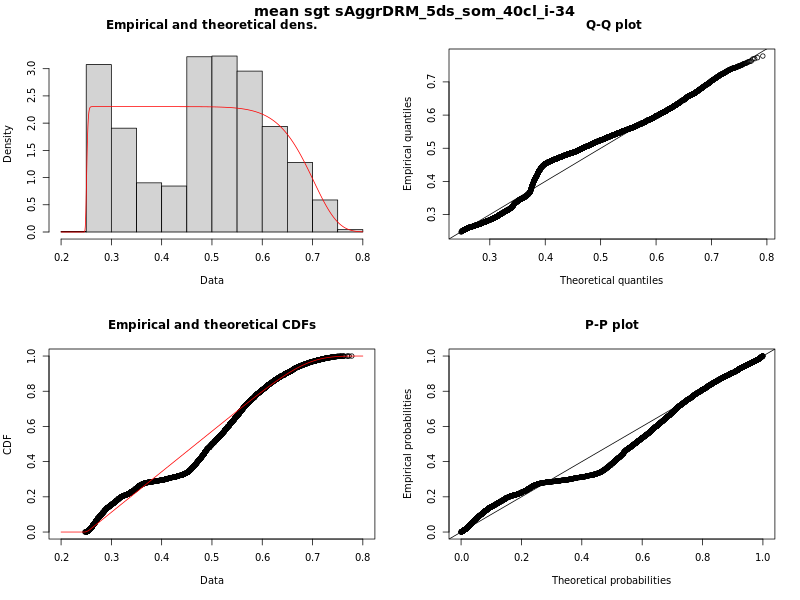 mean sgt sAggrDRM_5ds_som_40cl_i-34
Empirical and theoretical dens.
Density
0.0 0.5 1.0 1.5 2.0 2.5 3.0
0.2 0.3 0.4 0.5 0.6 0.7 0.8
Data
Q-Q plot
Empirical quantiles
0.3 0.4 0.5 0.6 0.7
0.3 0.4 0.5 0.6 0.7 0.8
Theoretical quantiles
Empirical and theoretical CDFs
CDF
0.0 0.2 0.4 0.6 0.8 1.0
0.2 0.3 0.4 0.5 0.6 0.7 0.8
Data
P-P plot
Empirical probabilities
0.0 0.2 0.4 0.6 0.8 1.0
0.0 0.2 0.4 0.6 0.8 1.0
Theoretical probabilities